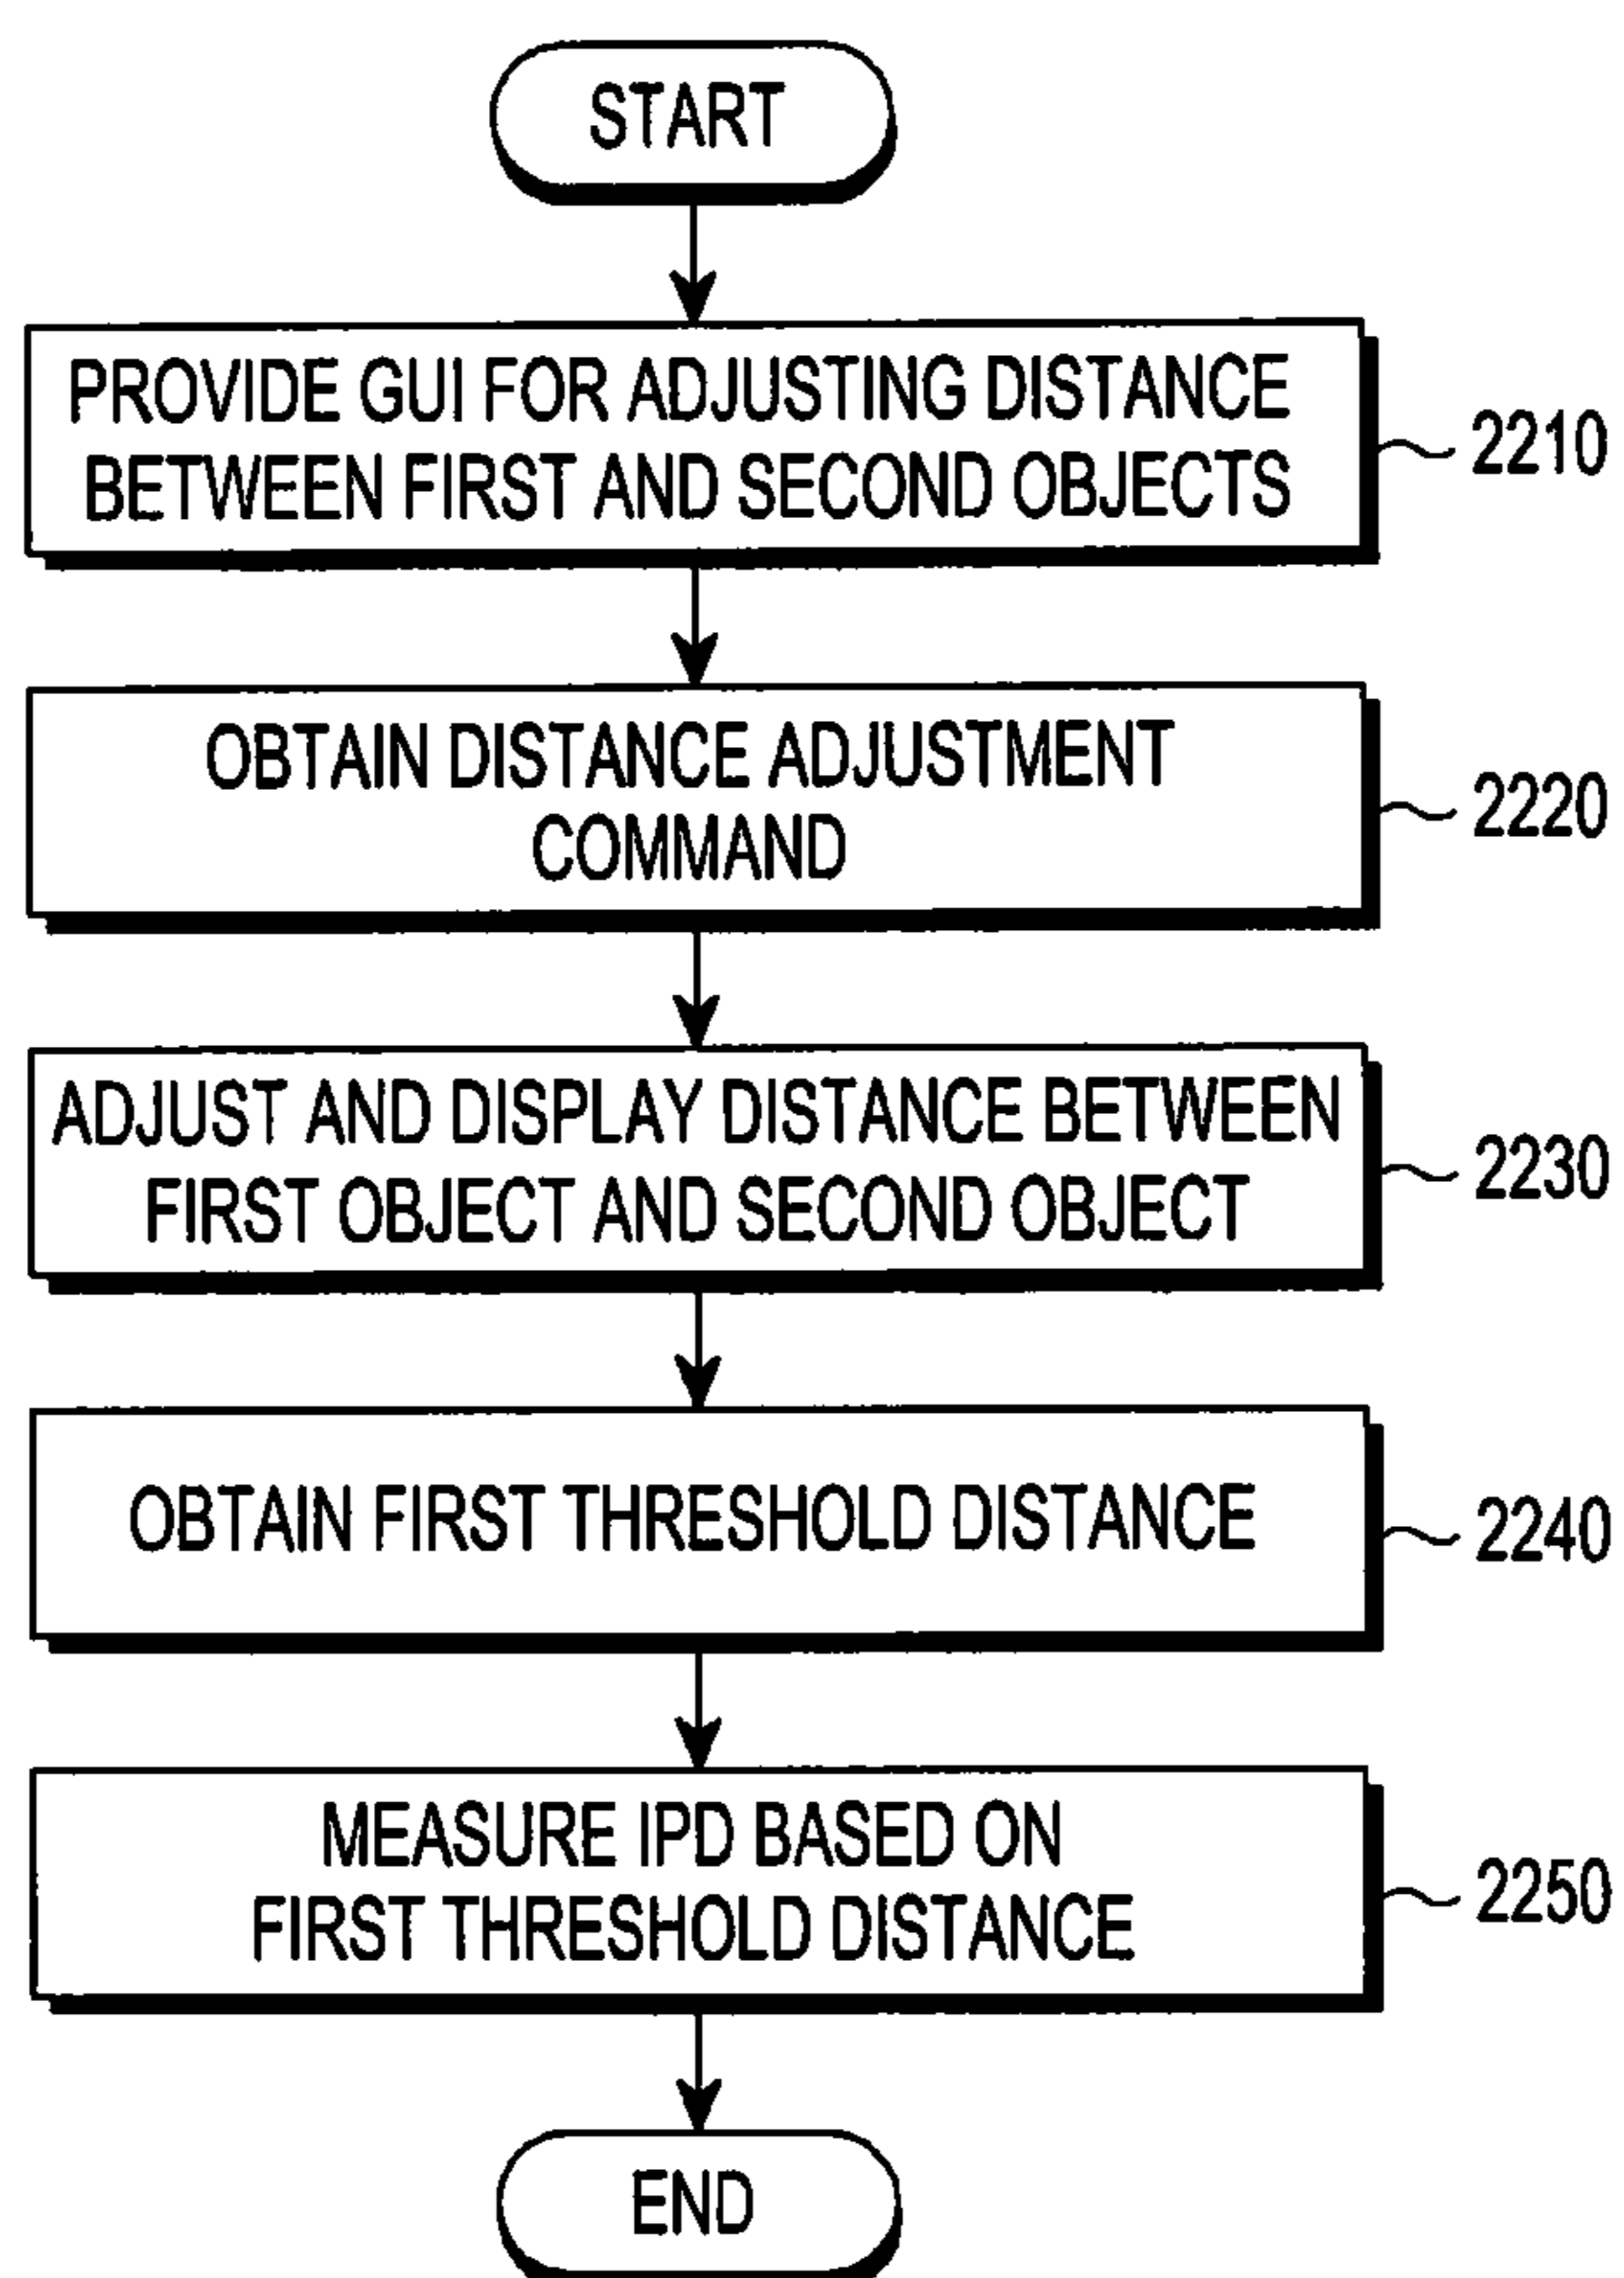 START
PROVIDE GUI FOR ADJUSTING DISTANCE
BETWEEN FIRST AND SECOND OBJECTS
2210
OBTAIN DISTANCE ADJUSTMENT
COMMAND
2220
ADJUST AND DISPLAY DISTANCE BETWEEN
FIRST OBJECT AND SECOND OBJECT
2230
OBTAIN FIRST THRESHOLD DISTANCE
2240
MEASURE IPD BASED ON
FIRST THRESHOLD DISTANCE
2250
END